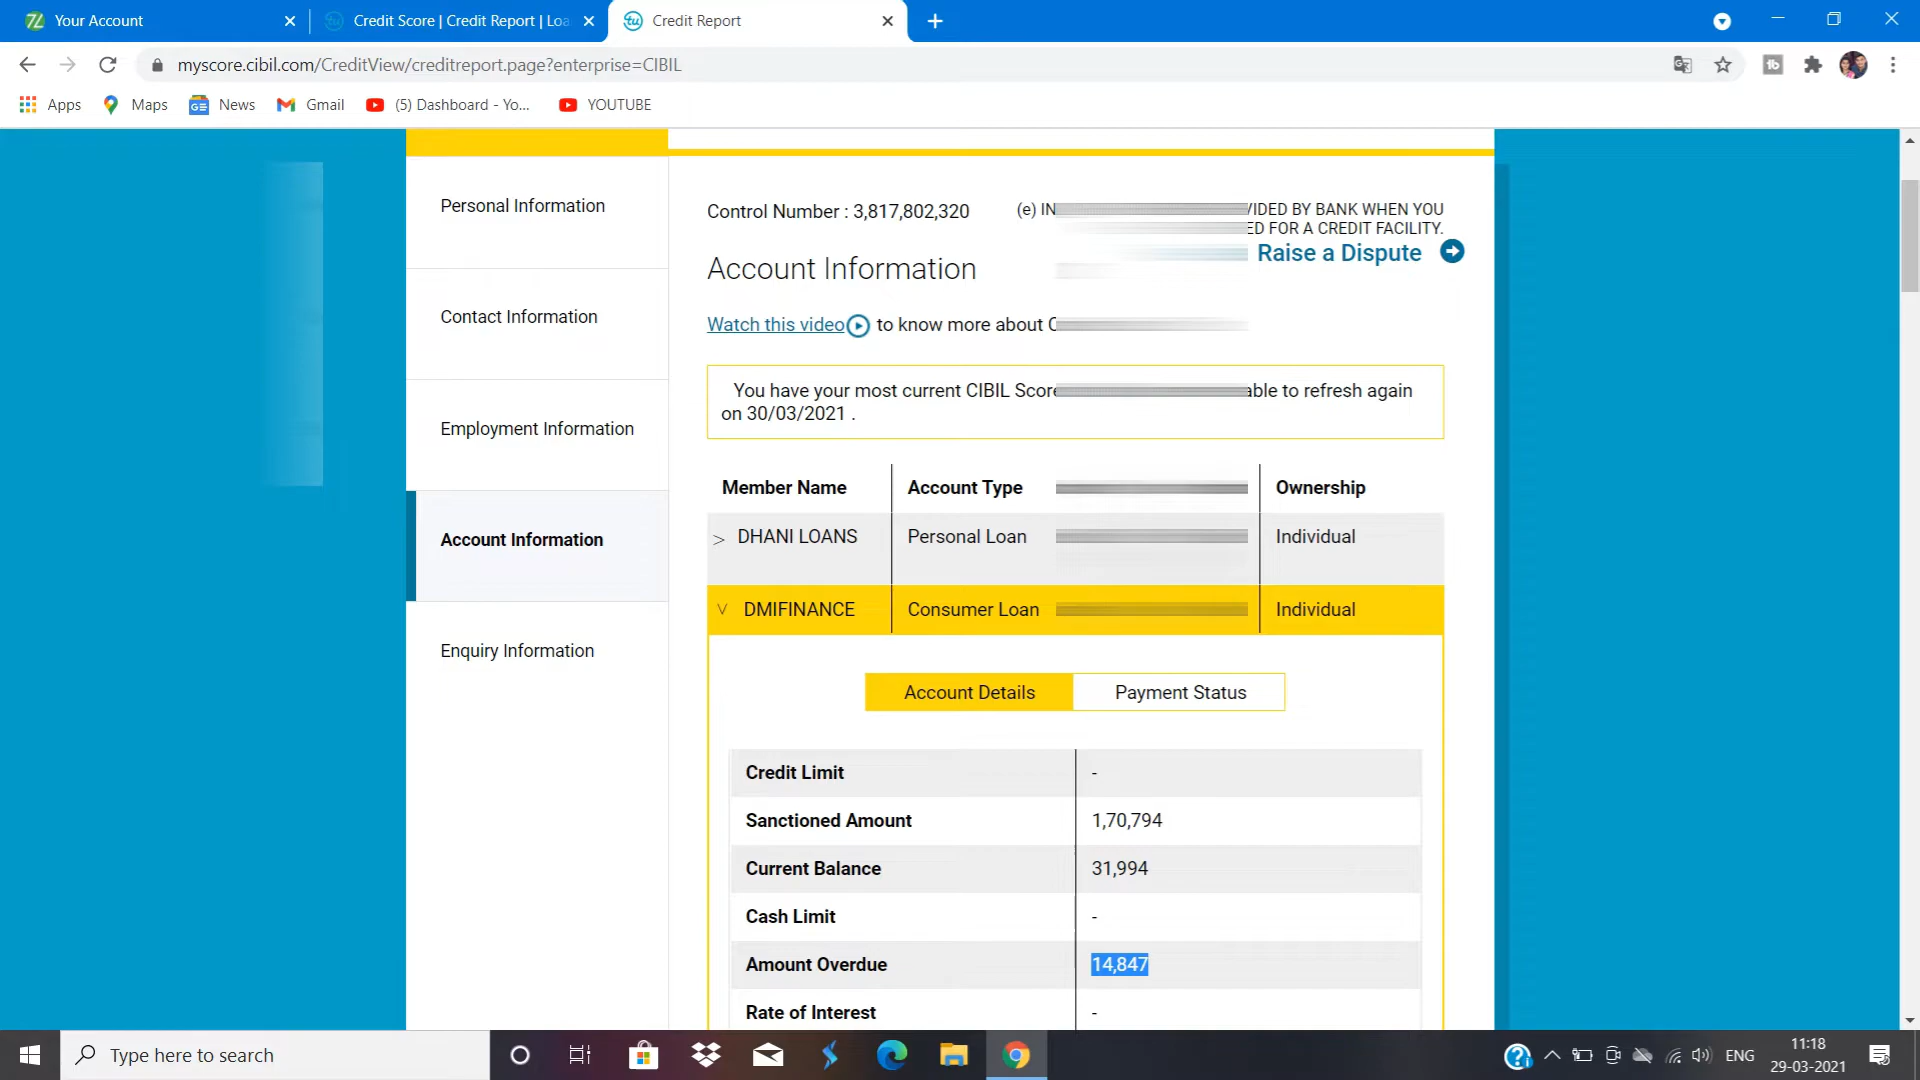 Your Account
Credit Score | Credit Report | Loa
Credit Report
myscore.cibil.com/CreditView/creditreport.page?enterprise=CIBIL
Apps
Maps
News
Gmail
(5) Dashboard - Yo...
YOUTUBE
Personal Information
Contact Information
Employment Information
Account Information
Enquiry Information
Control Number : 3,817,802,320
(e) IN VIDED BY BANK WHEN YOU
ED FOR A CREDIT FACILITY.
Raise a Dispute
Account Information
Watch this video to know more about
You have your most current CIBIL Score able to refresh again
on 30/03/2021 .
Member Name Account Type Ownership
> DHANI LOANS Personal Loan Individual
V DMIFINANCE Consumer Loan Individual
Account Details Payment Status
Credit Limit -
Sanctioned Amount 1,70,794
Current Balance 31,994
Cash Limit -
Amount Overdue 14,847
Rate of Interest -
Type here to search
ENG
11:18
29-03-2021